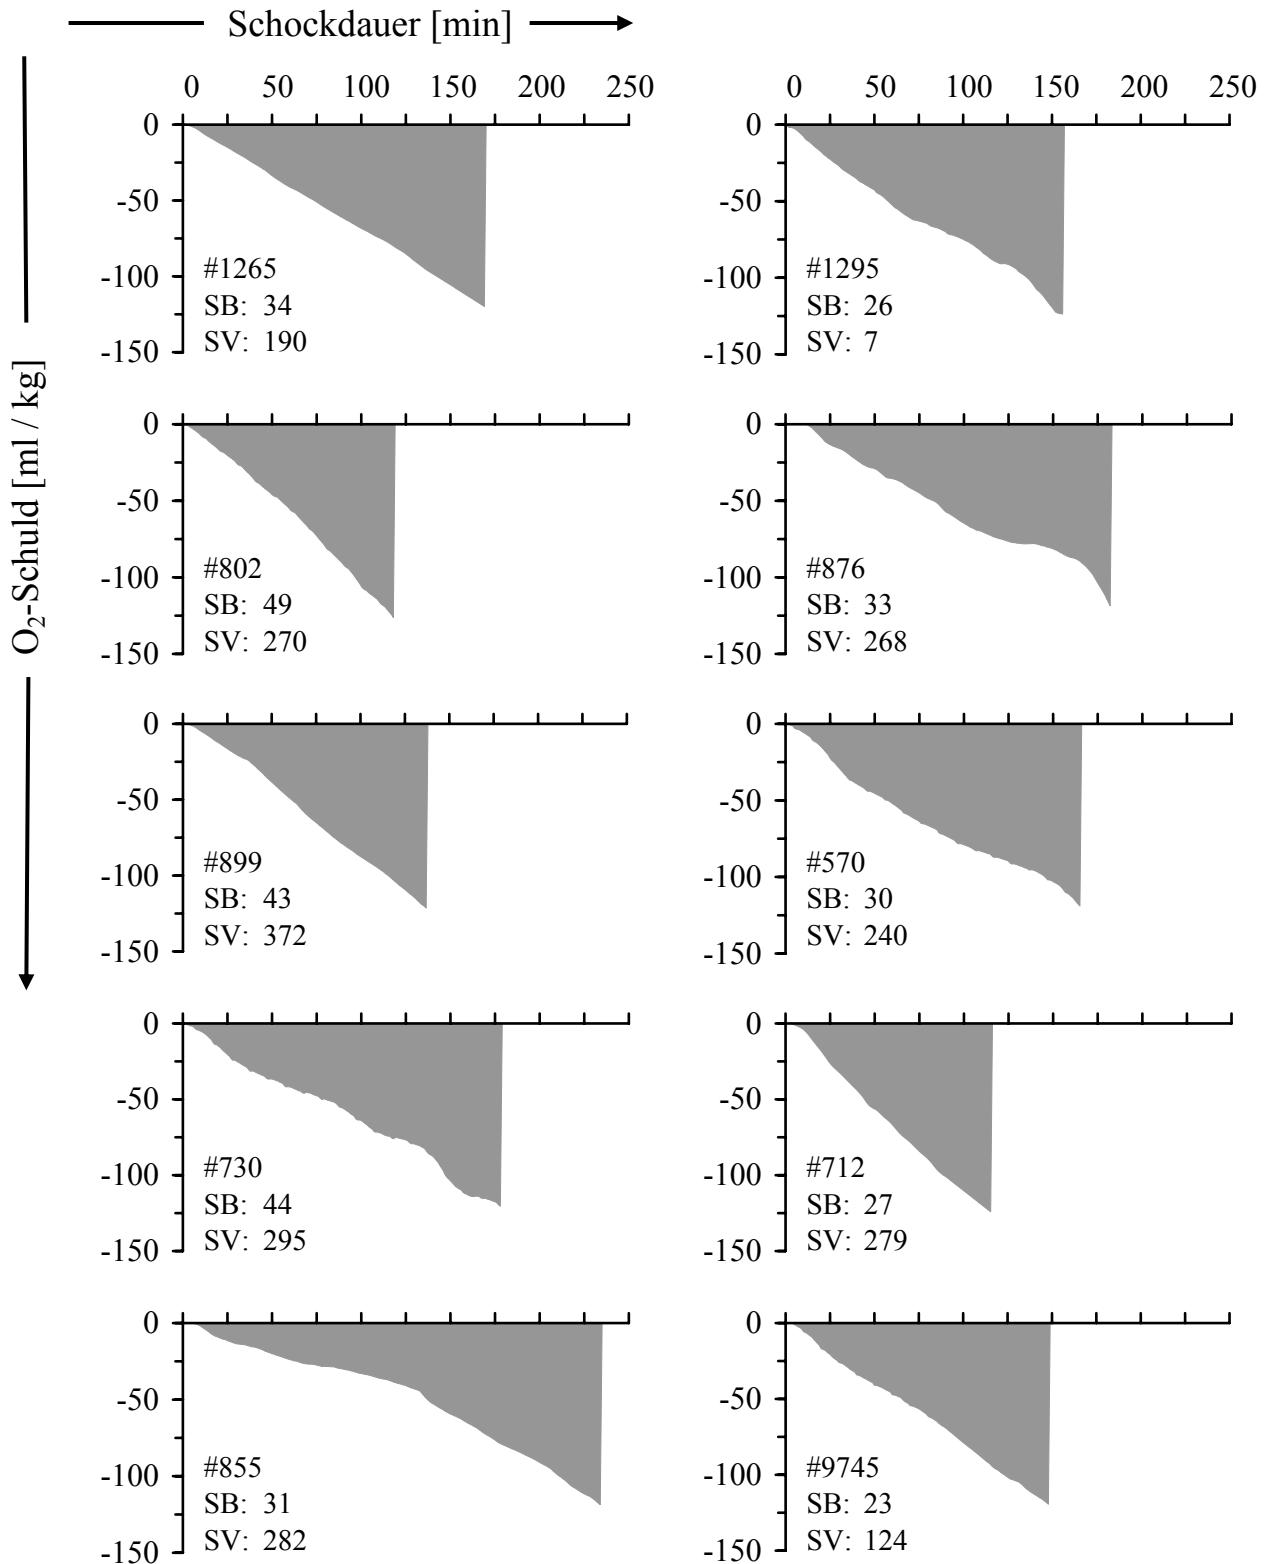 Schockdauer [min]
O₂-Schuld [ml / kg]
0 50 100 150 200 250
0 50 100 150 200 250
0
-50
-100
-150
#1265
SB: 34
SV: 190
0
-50
-100
-150
#1295
SB: 26
SV: 7
0
-50
-100
-150
#802
SB: 49
SV: 270
0
-50
-100
-150
#876
SB: 33
SV: 268
0
-50
-100
-150
#899
SB: 43
SV: 372
0
-50
-100
-150
#570
SB: 30
SV: 240
0
-50
-100
-150
#730
SB: 44
SV: 295
0
-50
-100
-150
#712
SB: 27
SV: 279
0
-50
-100
-150
#855
SB: 31
SV: 282
0
-50
-100
-150
#9745
SB: 23
SV: 124